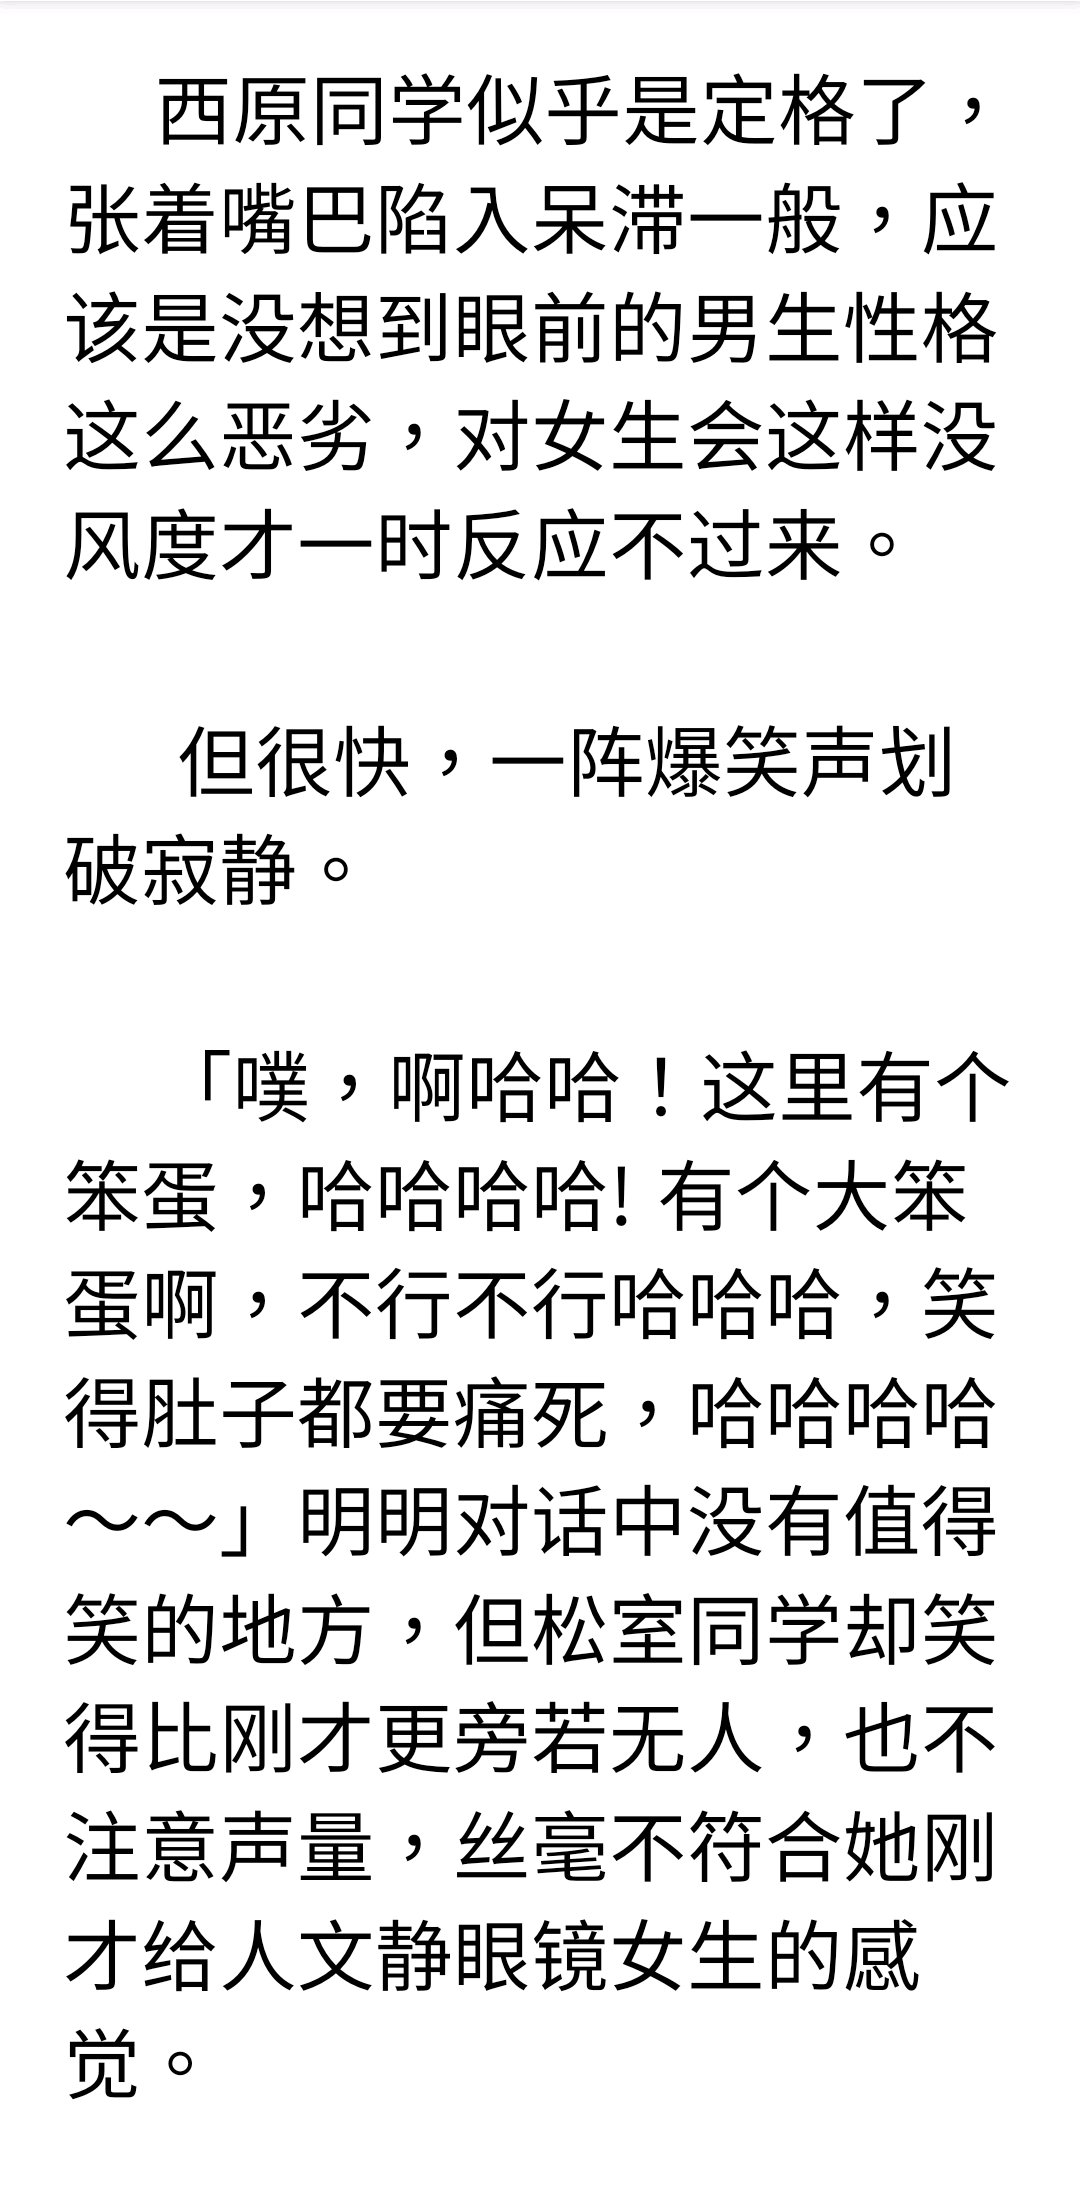 西原同学似乎是定格了，
张着嘴巴陷入呆滞一般，应
该是没想到眼前的男生性格
这么恶劣，对女生会这样没
风度才一时反应不过来。
但很快，一阵爆笑声划
破寂静。
「噗，啊哈哈！这里有个
笨蛋，哈哈哈哈! 有个大笨
蛋啊，不行不行哈哈哈，笑
得肚子都要痛死，哈哈哈哈
～～」明明对话中没有值得
笑的地方，但松室同学却笑
得比刚才更旁若无人，也不
注意声量，丝毫不符合她刚
才给人文静眼镜女生的感
觉。